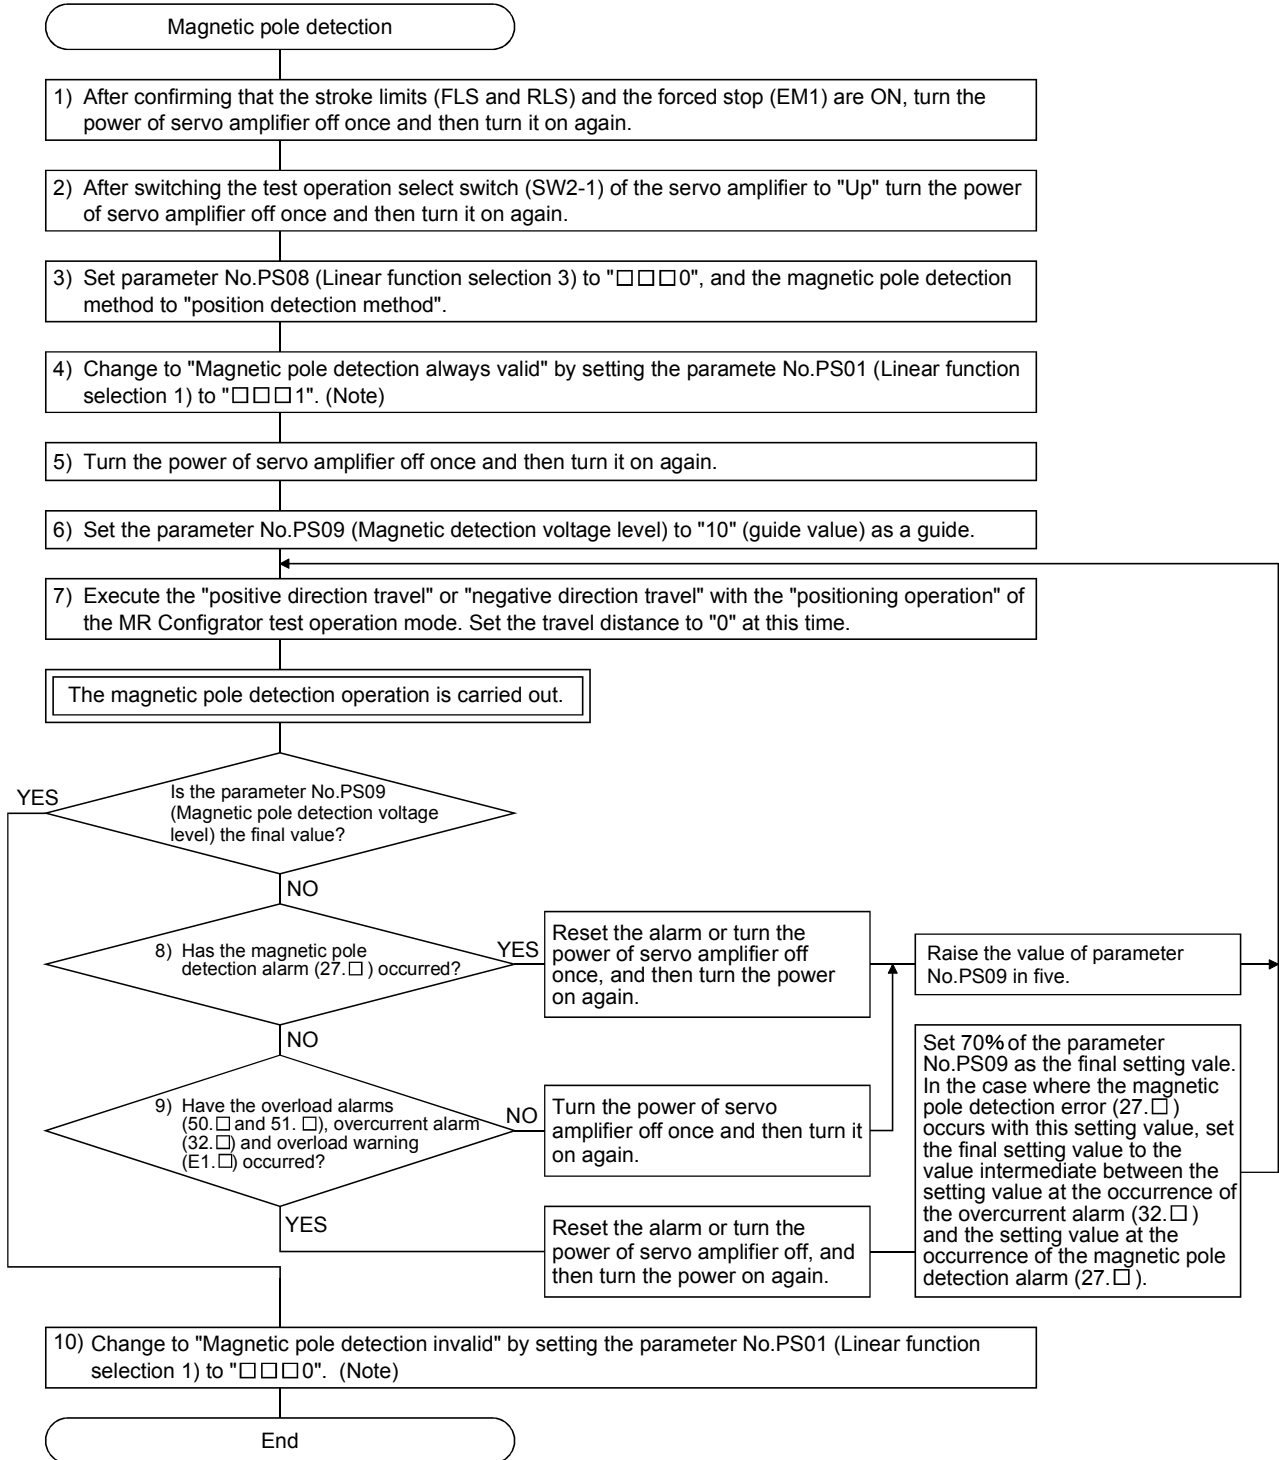 Magnetic pole detection
1) After confirming that the stroke limits (FLS and RLS) and the forced stop (EM1) are ON, turn the
power of servo amplifier off once and then turn it on again.
2) After switching the test operation select switch (SW2-1) of the servo amplifier to "Up" turn the power
of servo amplifier off once and then turn it on again.
3) Set parameter No.PS08 (Linear function selection 3) to "□□□0", and the magnetic pole detection
method to "position detection method".
4) Change to "Magnetic pole detection always valid" by setting the paramete No.PS01 (Linear function
selection 1) to "□□□1". (Note)
5) Turn the power of servo amplifier off once and then turn it on again.
6) Set the parameter No.PS09 (Magnetic detection voltage level) to "10" (guide value) as a guide.
7) Execute the "positive direction travel" or "negative direction travel" with the "positioning operation" of
the MR Configrator test operation mode. Set the travel distance to "0" at this time.
The magnetic pole detection operation is carried out.
YES
Is the parameter No.PS09
(Magnetic pole detection voltage
level) the final value?
NO
8) Has the magnetic pole
detection alarm (27.□) occurred?
YES
Reset the alarm or turn the
power of servo amplifier off
once, and then turn the power
on again.
Raise the value of parameter
No.PS09 in five.
NO
9) Have the overload alarms
(50.□ and 51.□), overcurrent alarm
(32.□) and overload warning
(E1.□) occurred?
NO
Turn the power of servo
amplifier off once and then turn it
on again.
Set 70% of the parameter
No.PS09 as the final setting vale.
In the case where the magnetic
pole detection error (27.□)
occurs with this setting value, set
the final setting value to the
value intermediate between the
setting value at the occurrence of
the overcurrent alarm (32.□)
and the setting value at the
occurrence of the magnetic pole
detection alarm (27.□).
YES
Reset the alarm or turn the
power of servo amplifier off, and
then turn the power on again.
10) Change to "Magnetic pole detection invalid" by setting the parameter No.PS01 (Linear function
selection 1) to "□□□0". (Note)
End